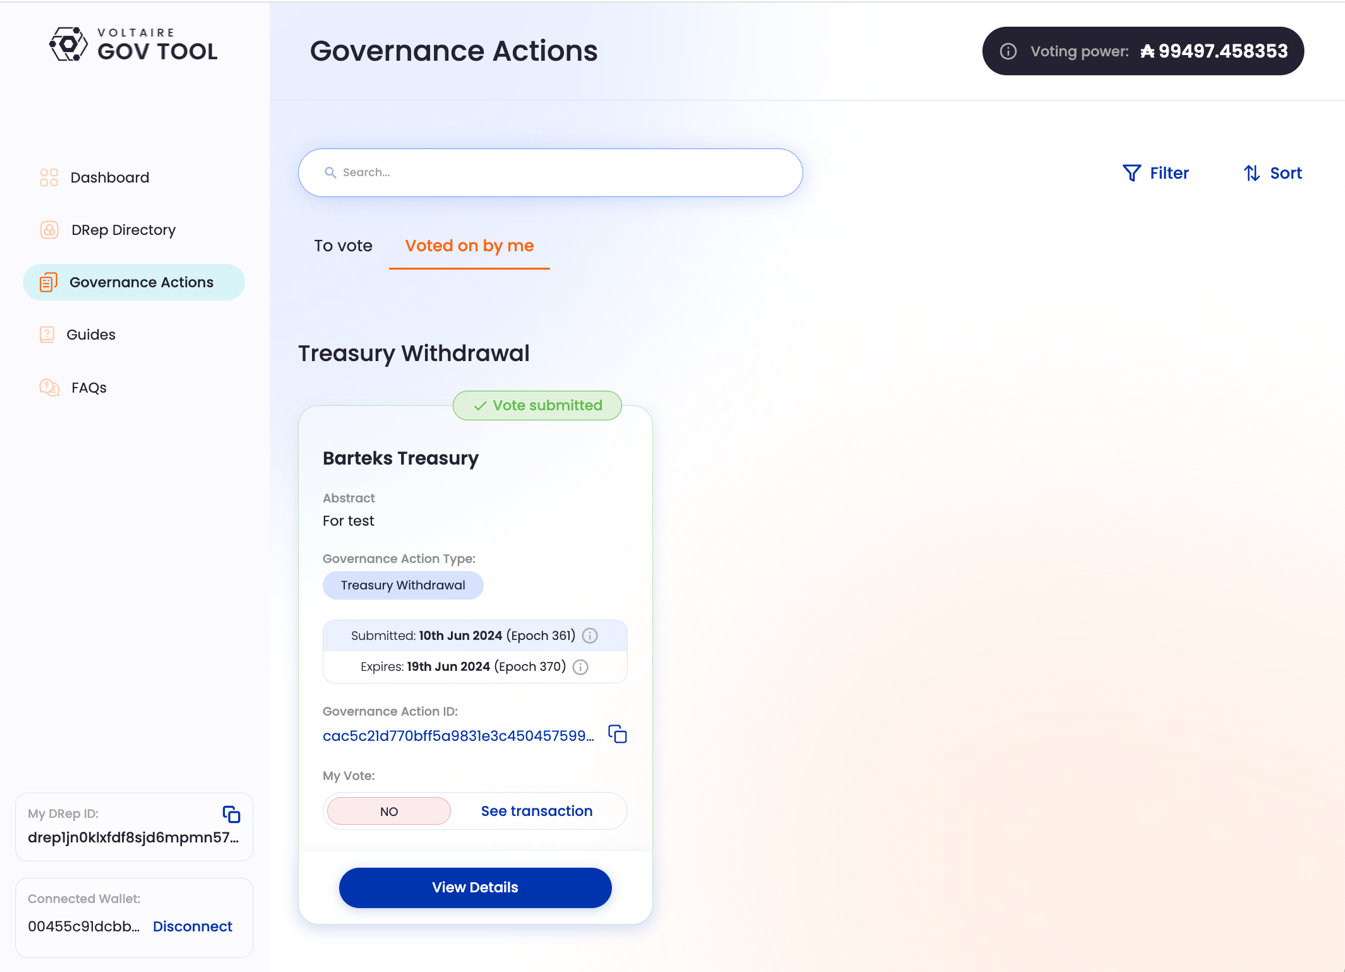 VOLTAIRE
GOV TOOL
Governance Actions
Voting power: ₳ 99497.458353
Dashboard
DRep Directory
Governance Actions
Guides
FAQs
Search...
Filter
Sort
To vote
Voted on by me
Treasury Withdrawal
Vote submitted
Barteks Treasury
Abstract
For test
Governance Action Type:
Treasury Withdrawal
Submitted: 10th Jun 2024 (Epoch 361)
Expires: 19th Jun 2024 (Epoch 370)
Governance Action ID:
cac5c21d770bff5a9831e3c450457599...
My Vote:
NO
See transaction
View Details
My DRep ID:
drep1jn0klxfdf8sjd6mpmn57...
Connected Wallet:
00455c91dcbb...
Disconnect